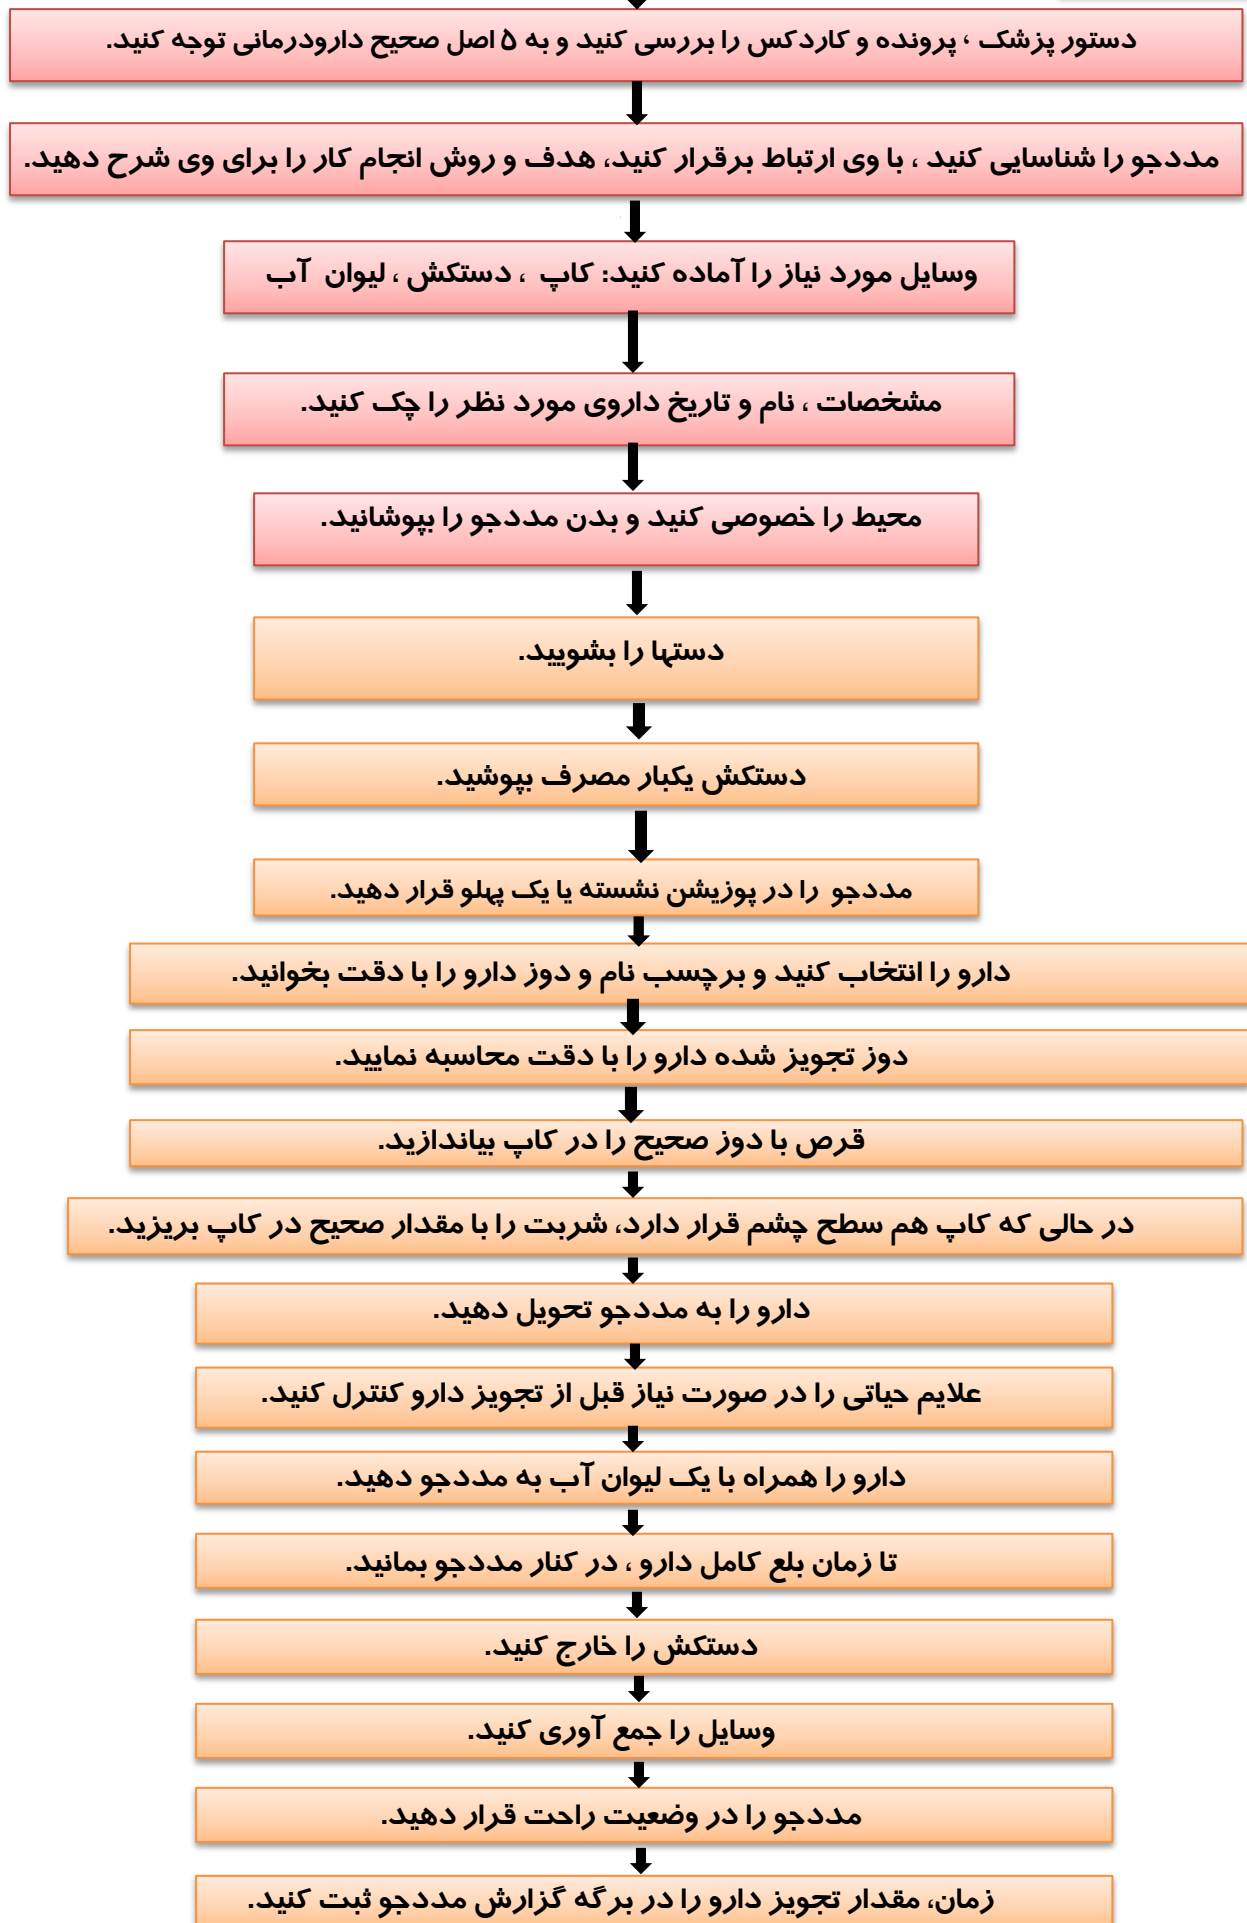 دستور پزشک ، پرونده و کاردکس را بررسی کنید و به ۵ اصل صحیح دارودرمانی توجه کنید.
مددجو را شناسایی کنید ، با وی ارتباط برقرار کنید، هدف و روش انجام کار را برای وی شرح دهید.
وسایل مورد نیاز را آماده کنید: کاپ ، دستکش ، لیوان آب
مشخصات ، نام و تاریخ داروی مورد نظر را چک کنید.
محیط را خصوصی کنید و بدن مددجو را بپوشانید.
دستها را بشویید.
دستکش یکبار مصرف بپوشید.
مددجو را در پوزیشن نشسته یا یک پهلو قرار دهید.
دارو را انتخاب کنید و برچسب نام و دوز دارو را با دقت بخوانید.
دوز تجویز شده دارو را با دقت محاسبه نمایید.
قرص با دوز صحیح را در کاپ بیاندازید.
در حالی که کاپ هم سطح چشم قرار دارد، شربت را با مقدار صحیح در کاپ بریزید.
دارو را به مددجو تحویل دهید.
علایم حیاتی را در صورت نیاز قبل از تجویز دارو کنترل کنید.
دارو را همراه با یک لیوان آب به مددجو دهید.
تا زمان بلع کامل دارو ، در کنار مددجو بمانید.
دستکش را خارج کنید.
وسایل را جمع آوری کنید.
مددجو را در وضعیت راحت قرار دهید.
زمان، مقدار تجویز دارو را در برگه گزارش مددجو ثبت کنید.